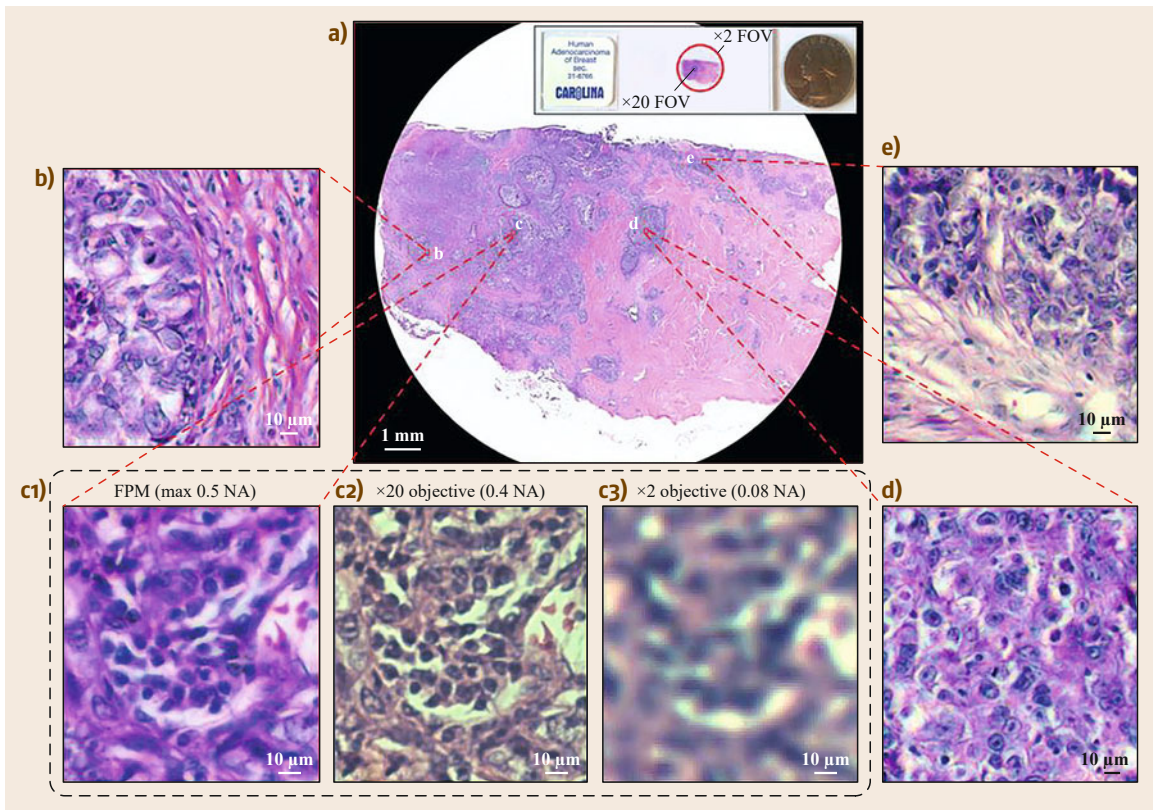 a)
×2 FOV
Human
Adenocarcinoma
of Breast
sec.
31-8766
CAROLINA
×20 FOV
b)
e)
e
c
d
b
10 µm
10 µm
1 mm
c1)
FPM (max 0.5 NA)
c2)
×20 objective (0.4 NA)
c3)
×2 objective (0.08 NA)
d)
10 µm
10 µm
10 µm
10 µm